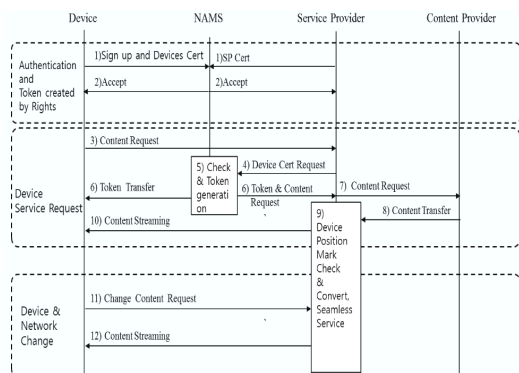 Device NAMS Service Provider Content Provider
Authentication
and
Token created
by Rights
1)Sign up and Devices Cert
1)SP Cert
2)Accept
2)Accept
Device
Service Request
3) Content Request
4) Device Cert Request
5) Check
& Token
generati
on
6) Token Transfer
6) Token & Content
Request
7) Content Request
8) Content Transfer
9)
Device
Position
Mark
Check
&
Convert,
Seamless
Service
10) Content Streaming
Device &
Network
Change
11) Change Content Request
12) Content Streaming